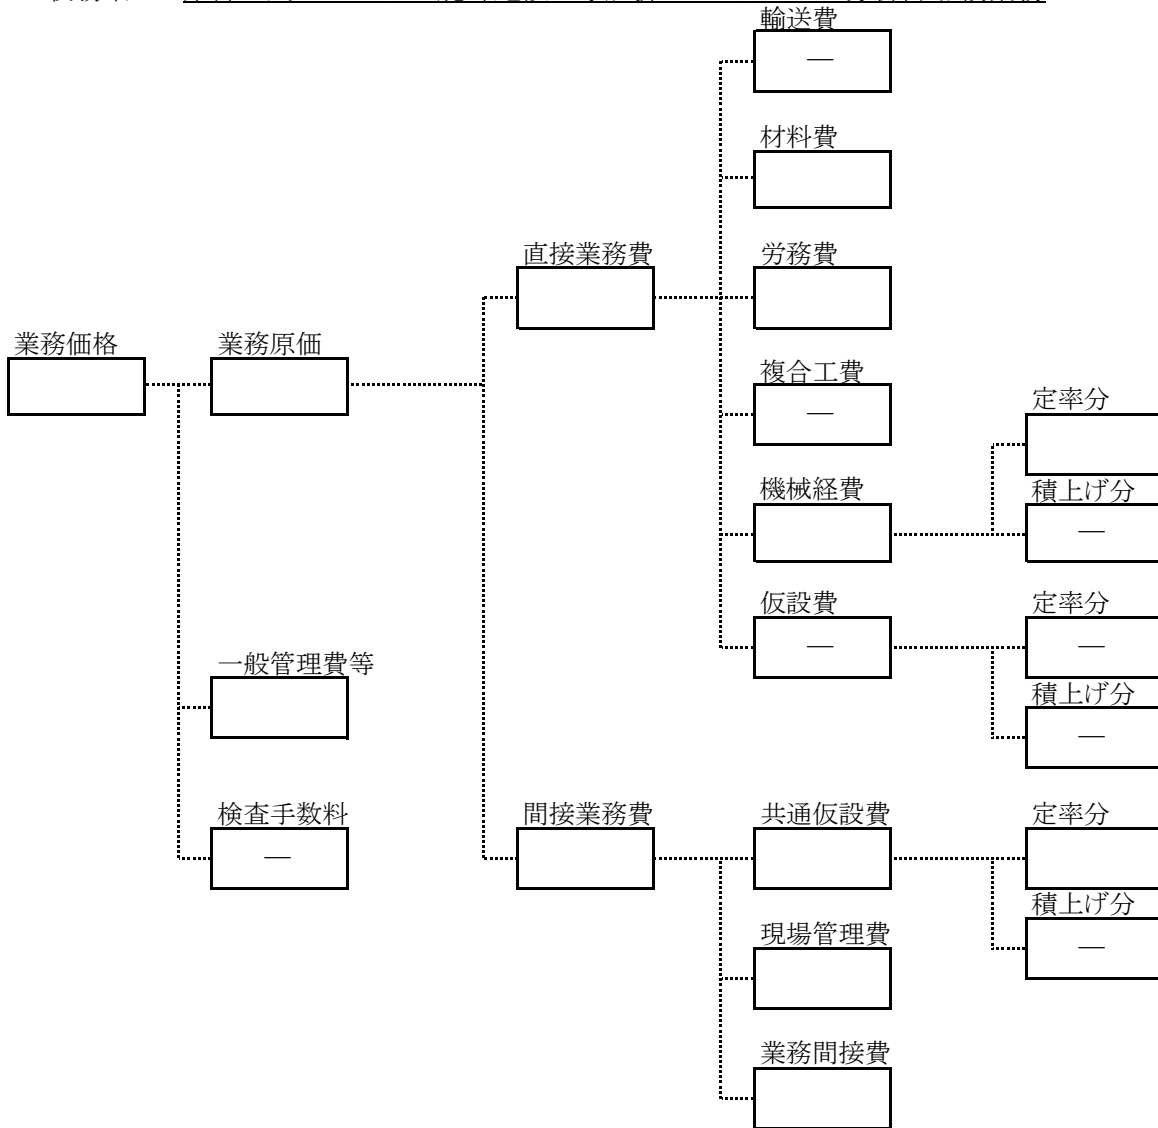 輸送費
―
材料費
直接業務費
労務費
業務価格
業務原価
複合工費
―
定率分
機械経費
積上げ分
―
仮設費
―
定率分
―
一般管理費等
積上げ分
―
検査手数料
―
間接業務費
共通仮設費
定率分
積上げ分
―
現場管理費
業務間接費